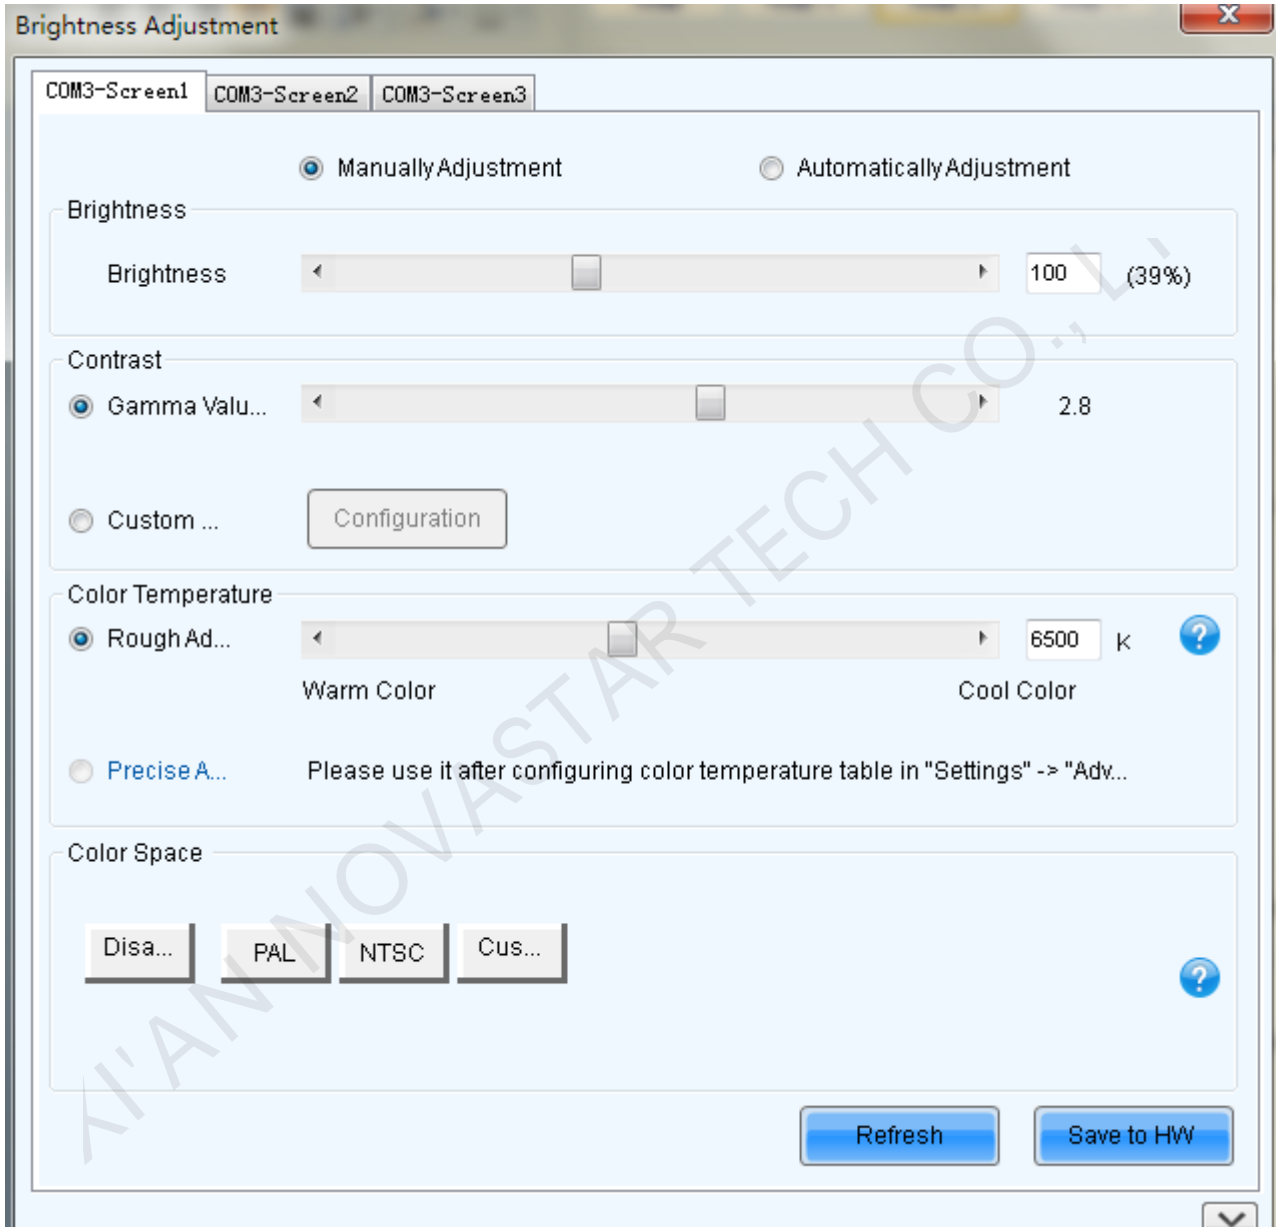 Brightness Adjustment
COM3-Screen1 COM3-Screen2 COM3-Screen3
Manually Adjustment Automatically Adjustment
Brightness
Brightness 100 (39%)
Contrast
Gamma Valu... 2.8
Custom ... Configuration
Color Temperature
Rough Ad... 6500 K
Warm Color Cool Color
Precise A... Please use it after configuring color temperature table in "Settings" -> "Adv...
Color Space
Disa... PAL NTSC Cus...
Refresh Save to HW
XI'AN NOVASTAR TECH CO., L